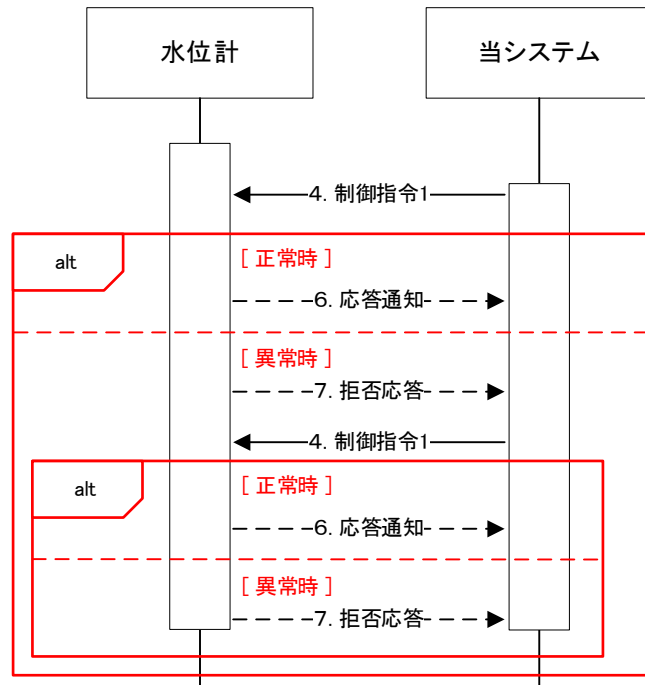 水位計
当システム
4. 制御指令1
alt
[ 正常時 ]
6. 応答通知
[ 異常時 ]
7. 拒否応答
4. 制御指令1
alt
[ 正常時 ]
6. 応答通知
[ 異常時 ]
7. 拒否応答